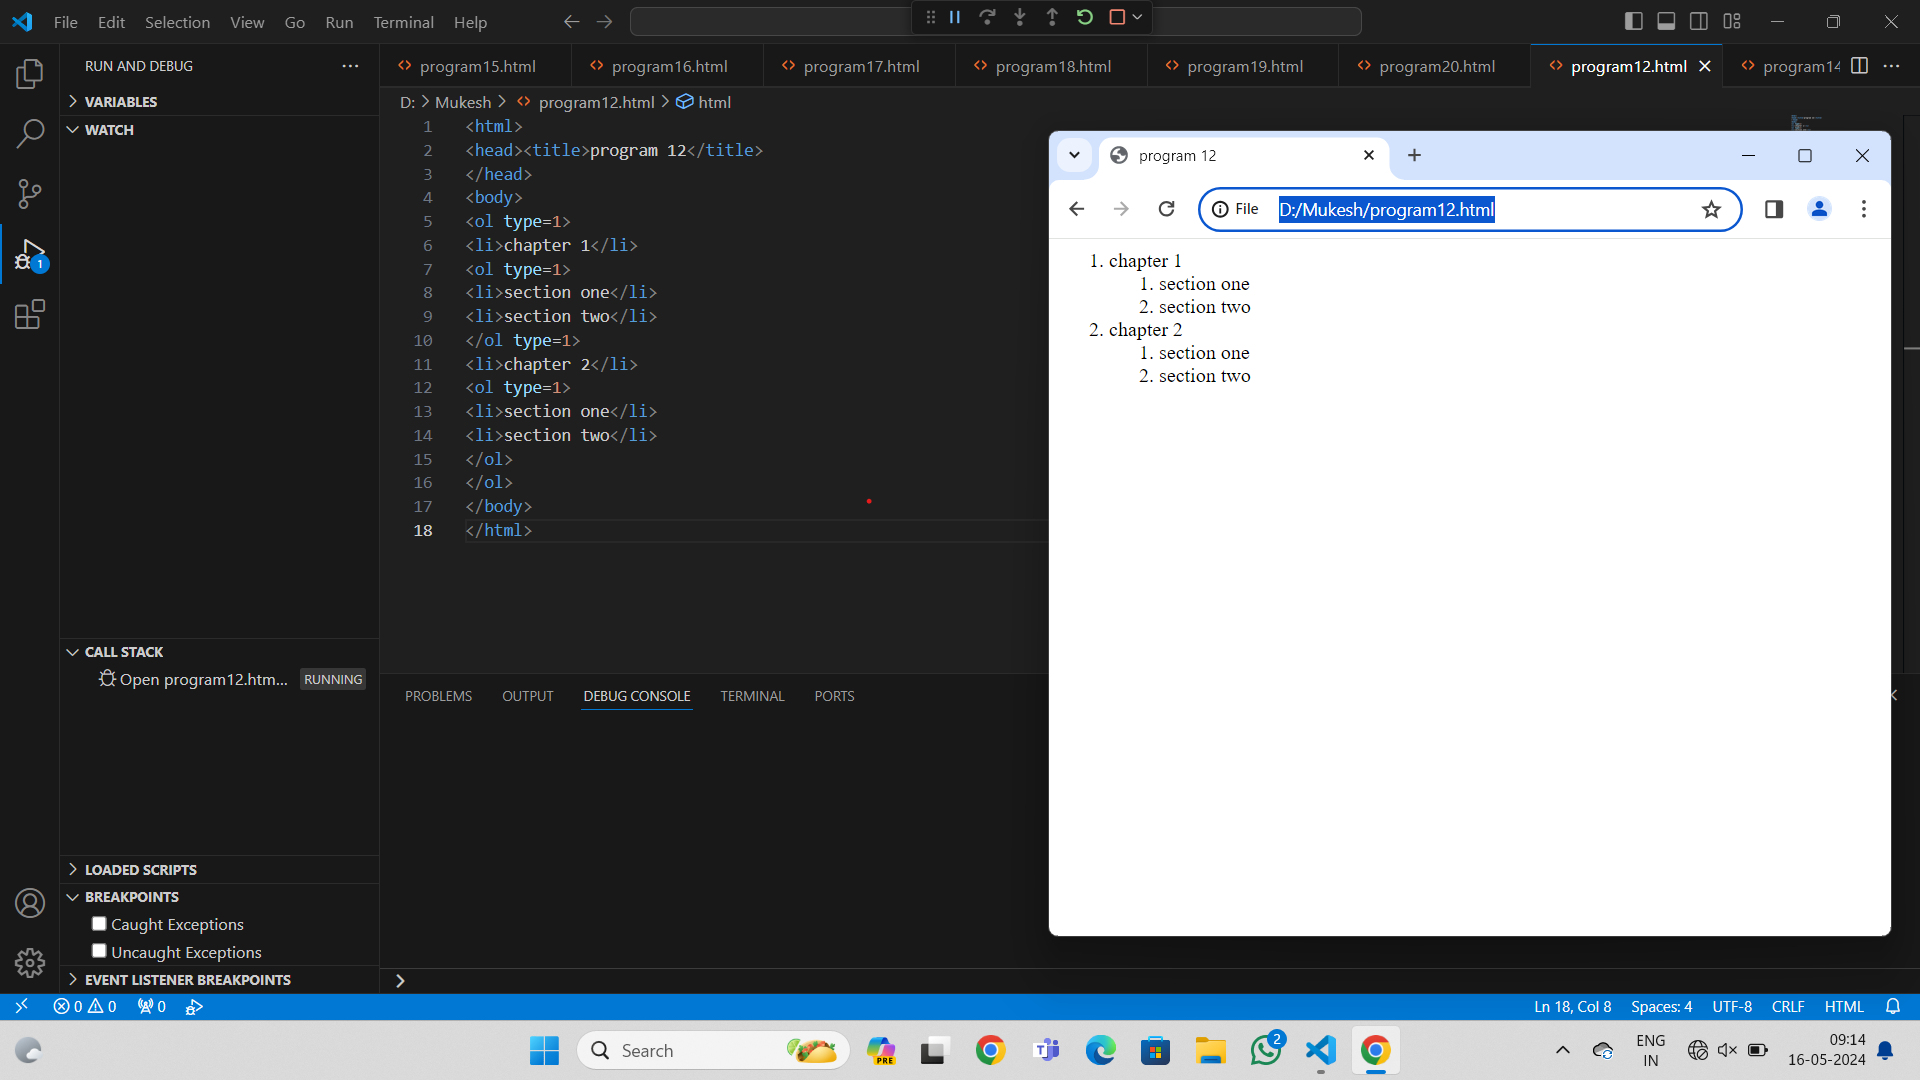 File Edit Selection View Go Run Terminal Help
RUN AND DEBUG
VARIABLES
WATCH
CALL STACK
Open program12.htm... RUNNING
LOADED SCRIPTS
BREAKPOINTS
Caught Exceptions
Uncaught Exceptions
EVENT LISTENER BREAKPOINTS
program15.html program16.html program17.html program18.html program19.html program20.html program12.html program14
D: > Mukesh > program12.html > html
1 <html>
2 <head><title>program 12</title>
3 </head>
4 <body>
5 <ol type=1>
6 <li>chapter 1</li>
7 <ol type=1>
8 <li>section one</li>
9 <li>section two</li>
10 </ol type=1>
11 <li>chapter 2</li>
12 <ol type=1>
13 <li>section one</li>
14 <li>section two</li>
15 </ol>
16 </ol>
17 </body>
18 </html>
PROBLEMS OUTPUT DEBUG CONSOLE TERMINAL PORTS
program 12
File D:/Mukesh/program12.html
1. chapter 1
1. section one
2. section two
2. chapter 2
1. section one
2. section two
0 0 0 1
Ln 18, Col 8 Spaces: 4 UTF-8 CRLF HTML
Search PRE 2
ENG
IN
09:14
16-05-2024